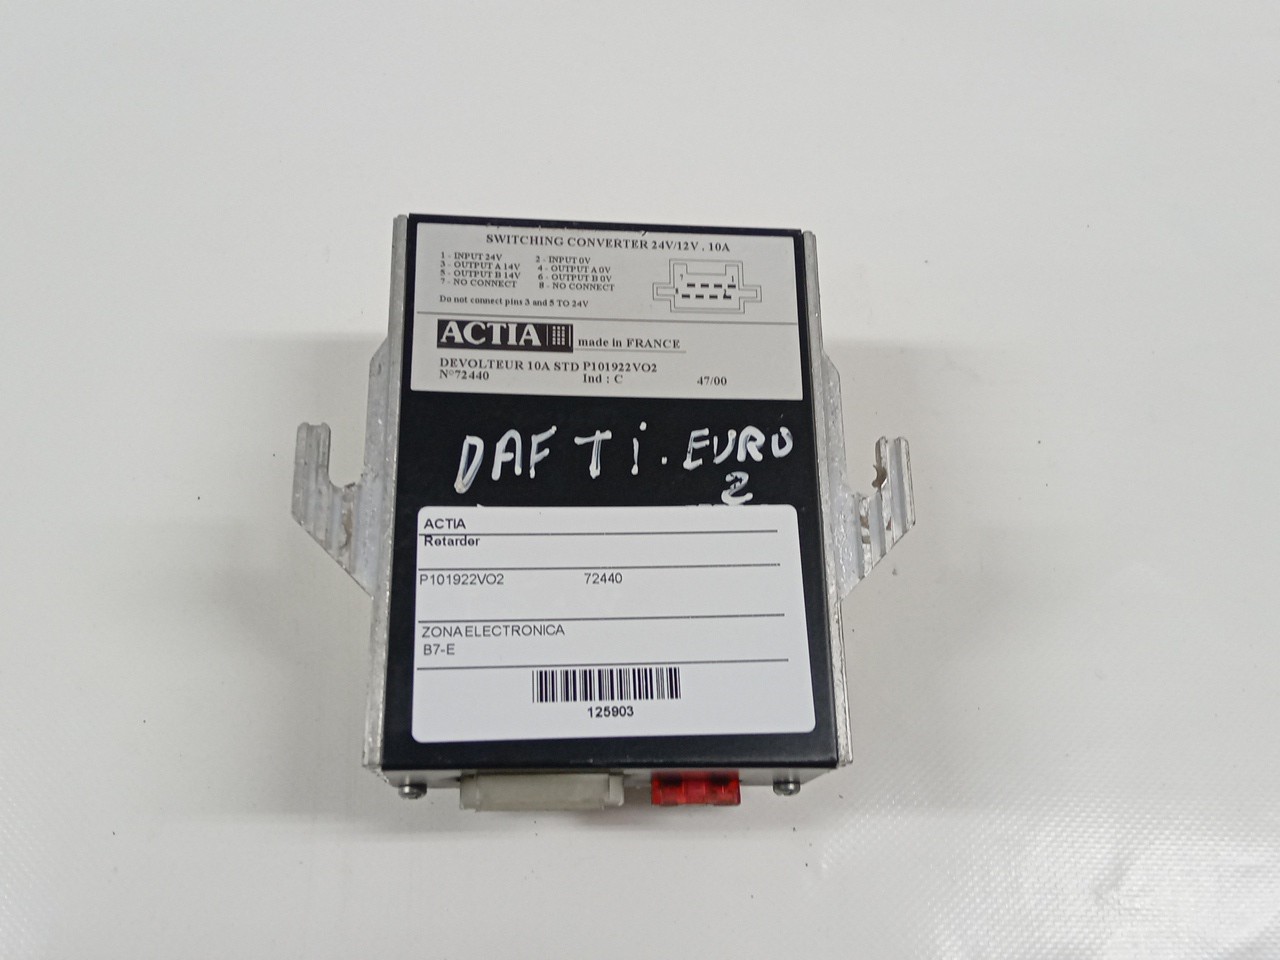 SWITCHING CONVERTER 24V/12V . 10A
1 - INPUT 24V 2 - INPUT 0V
3 - OUTPUT A 14V 4 - OUTPUT A 0V
5 - OUTPUT B 14V 6 - OUTPUT B 0V
7 - NO CONNECT 8 - NO CONNECT
7 1
Do not connect pins 3 and 5 TO 24V
ACTIA made in FRANCE
DEVOLTEUR 10A STD P101922VO2
N°72440 Ind : C 47/00
DAF Ti. EURO
2
ACTIA
Retarder
P101922VO2 72440
ZONA ELECTRONICA
B7-E
125903